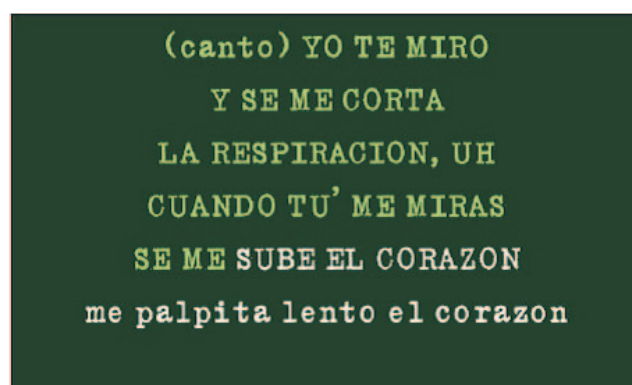 (canto) YO TE MIRO
Y SE ME CORTA
LA RESPIRACION, UH
CUANDO TU' ME MIRAS
SE ME SUBE EL CORAZON
me palpita lento el corazon